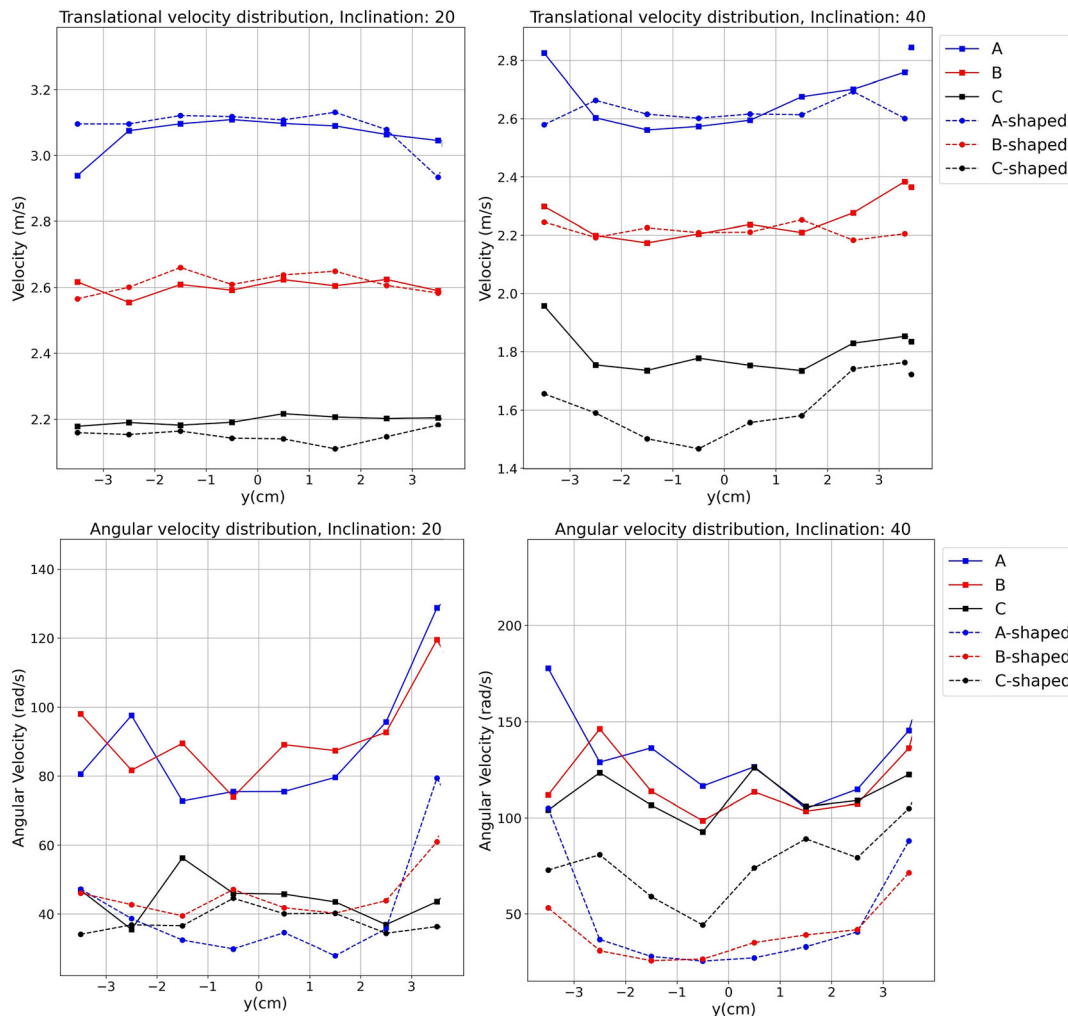 Translational velocity distribution, Inclination: 20
Velocity (m/s)
3.2
3.0
2.8
2.6
2.4
2.2
−3 −2 −1 0 1 2 3
y(cm)
Translational velocity distribution, Inclination: 40
Velocity (m/s)
2.8
2.6
2.4
2.2
2.0
1.8
1.6
1.4
−3 −2 −1 0 1 2 3
y(cm)
A
B
C
A-shaped
B-shaped
C-shaped
Angular velocity distribution, Inclination: 20
Angular Velocity (rad/s)
140
120
100
80
60
40
−3 −2 −1 0 1 2 3
y(cm)
Angular velocity distribution, Inclination: 40
Angular Velocity (rad/s)
200
150
100
50
−3 −2 −1 0 1 2 3
y(cm)
A
B
C
A-shaped
B-shaped
C-shaped